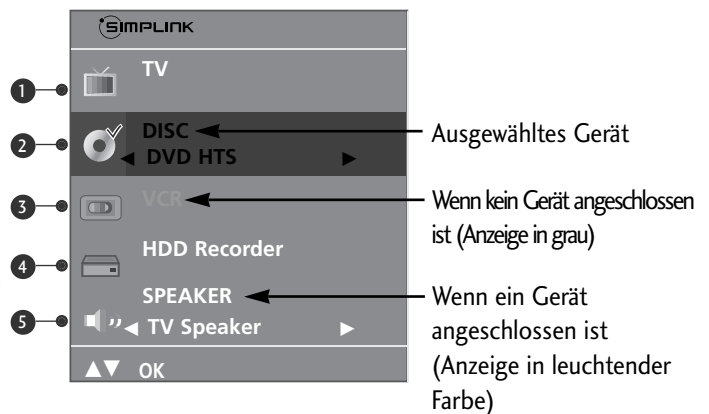 SIMPLINK
1
TV
2
DISC
◀ DVD HTS ▶
Ausgewähltes Gerät
3
VCR
Wenn kein Gerät angeschlossen
ist (Anzeige in grau)
4
HDD Recorder
5
SPEAKER
◀ TV Speaker ▶
Wenn ein Gerät
angeschlossen ist
(Anzeige in leuchtender
Farbe)
▲▼ OK